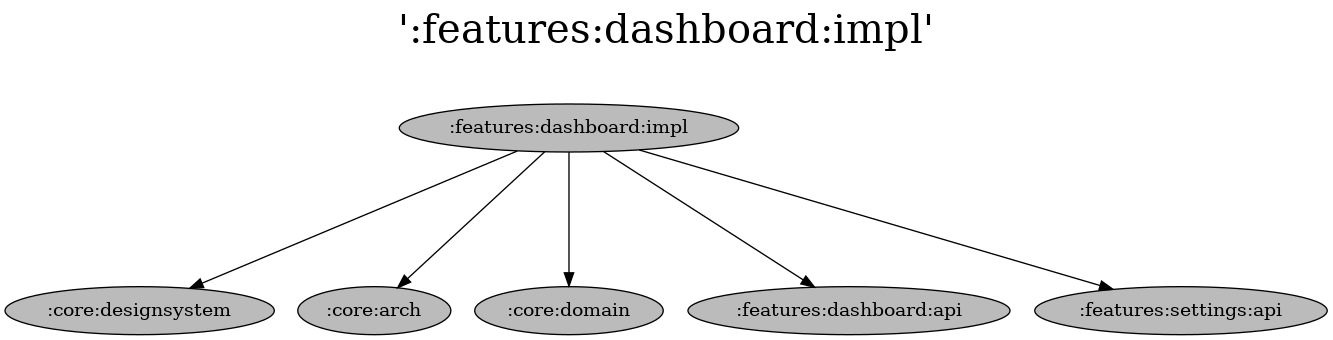 ':features:dashboard:impl'
:features:dashboard:impl
:core:designsystem
:core:arch
:core:domain
:features:dashboard:api
:features:settings:api